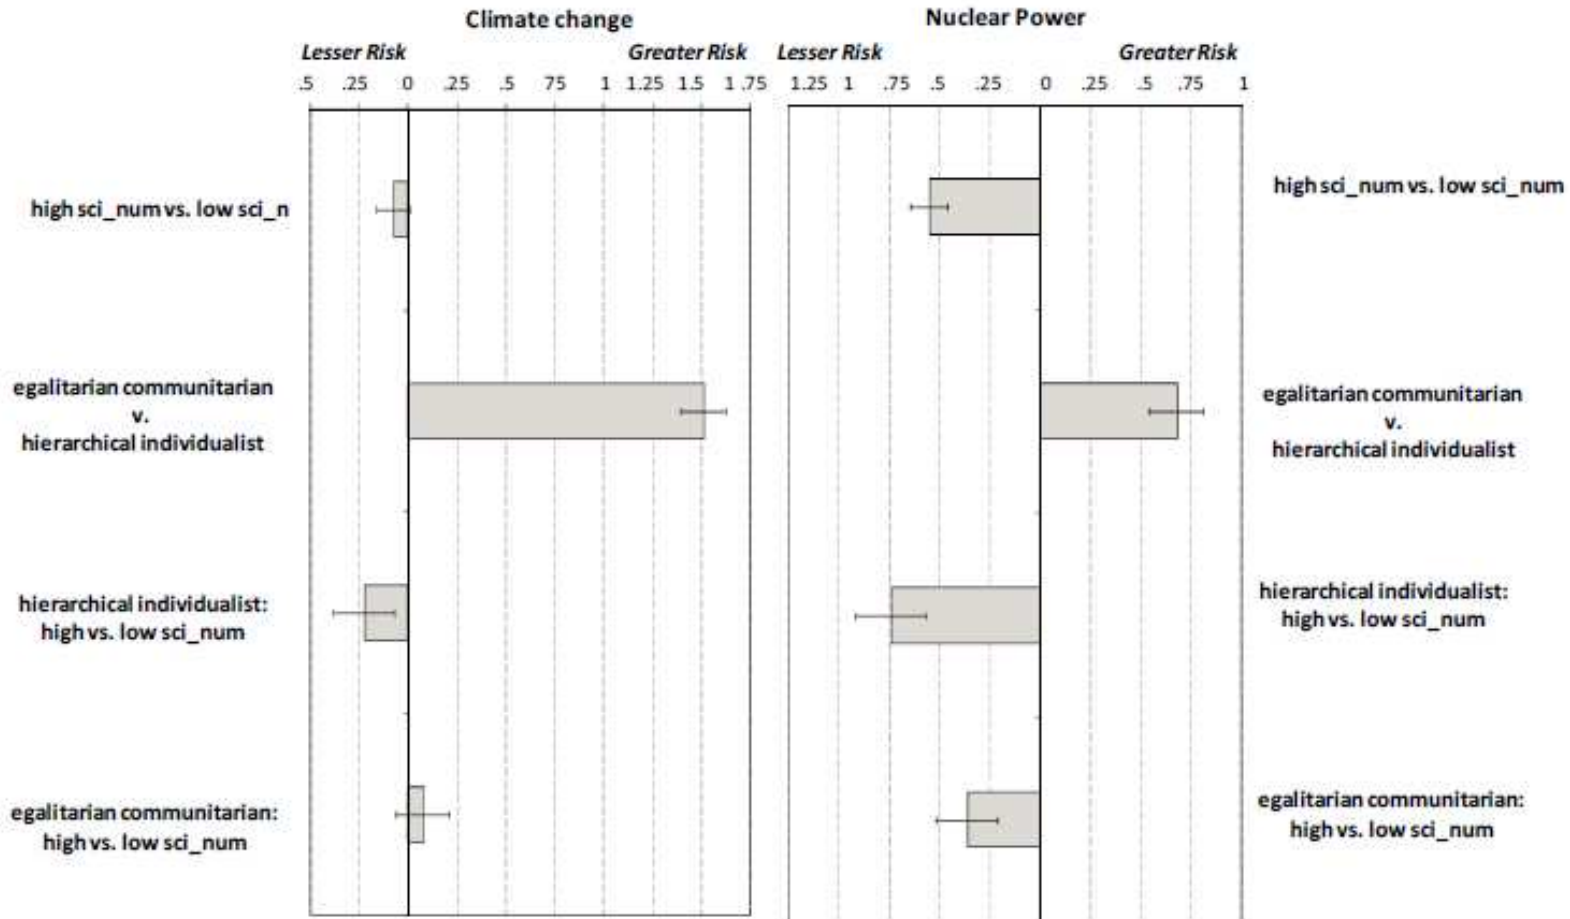 Climate change
Lesser Risk Greater Risk
.5 .25 0 .25 .5 .75 1 1.25 1.5 1.75
high sci_num vs. low sci_n
egalitarian communitarian
v.
hierarchical individualist
hierarchical individualist:
high vs. low sci_num
egalitarian communitarian:
high vs. low sci_num
Nuclear Power
Lesser Risk Greater Risk
1.25 1 .75 .5 .25 0 .25 .5 .75 1
high sci_num vs. low sci_num
egalitarian communitarian
v.
hierarchical individualist
hierarchical individualist:
high vs. low sci_num
egalitarian communitarian:
high vs. low sci_num